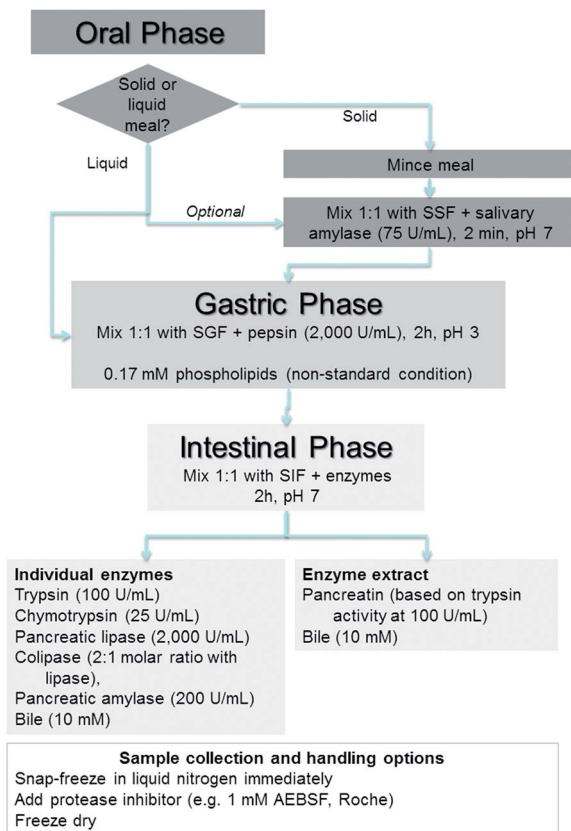 Oral Phase
Solid or
liquid
meal?
Solid
Liquid
Mince meal
Optional
Mix 1:1 with SSF + salivary
amylase (75 U/mL), 2 min, pH 7
Gastric Phase
Mix 1:1 with SGF + pepsin (2,000 U/mL), 2h, pH 3
0.17 mM phospholipids (non-standard condition)
Intestinal Phase
Mix 1:1 with SIF + enzymes
2h, pH 7
Individual enzymes
Trypsin (100 U/mL)
Chymotrypsin (25 U/mL)
Pancreatic lipase (2,000 U/mL)
Colipase (2:1 molar ratio with
lipase),
Pancreatic amylase (200 U/mL)
Bile (10 mM)
Enzyme extract
Pancreatin (based on trypsin
activity at 100 U/mL)
Bile (10 mM)
Sample collection and handling options
Snap-freeze in liquid nitrogen immediately
Add protease inhibitor (e.g. 1 mM AEBSF, Roche)
Freeze dry